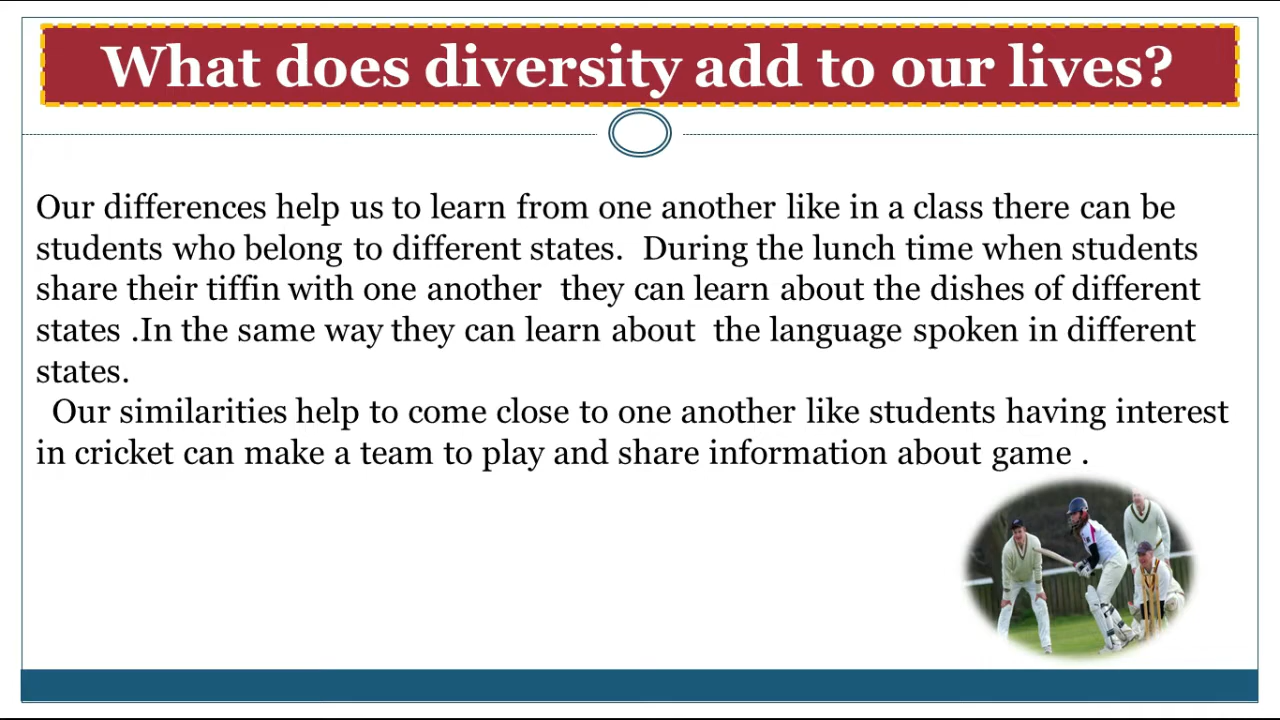 What does diversity add to our lives?
Our differences help us to learn from one another like in a class there can be
students who belong to different states.  During the lunch time when students
share their tiffin with one another  they can learn about the dishes of different
states .In the same way they can learn about  the language spoken in different
states.
Our similarities help to come close to one another like students having interest
in cricket can make a team to play and share information about game .